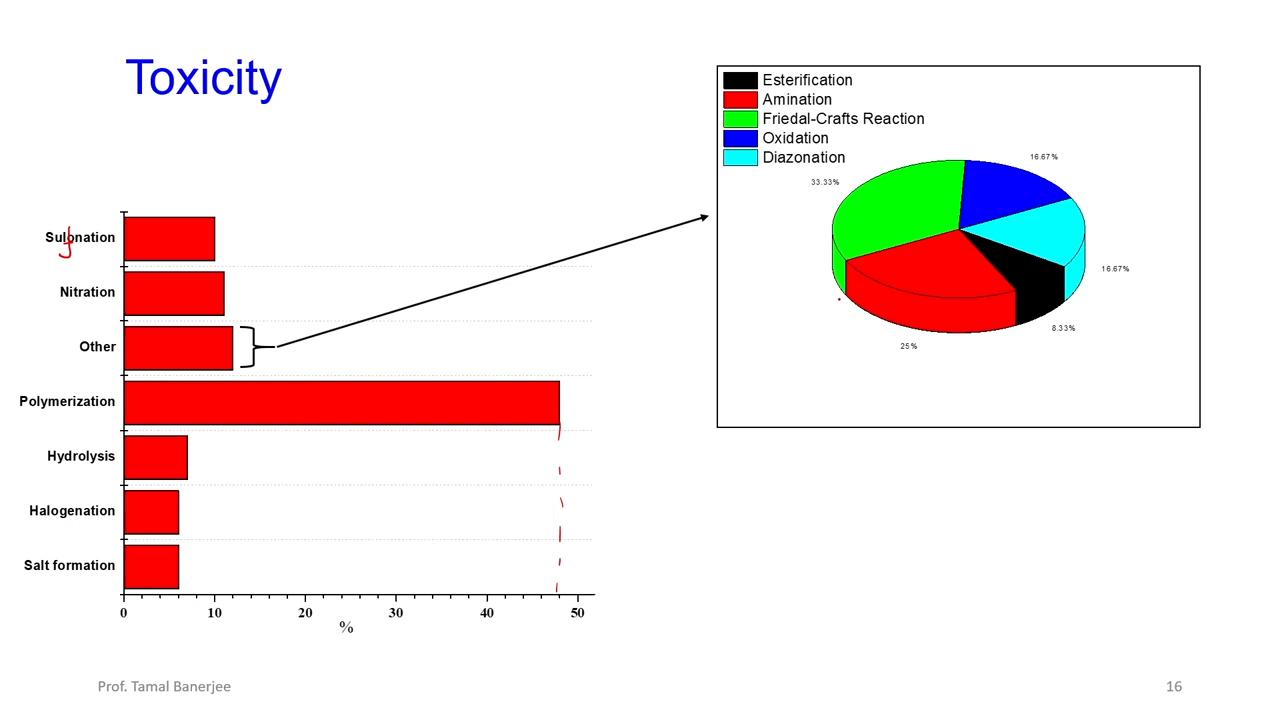 Toxicity
Esterification
Amination
Friedal-Crafts Reaction
Oxidation
Diazonation
16.67%
33.33%
16.67%
8.33%
25%
Sulfonation
Nitration
Other
Polymerization
Hydrolysis
Halogenation
Salt formation
0 10 20 30 40 50
%
Prof. Tamal Banerjee
16